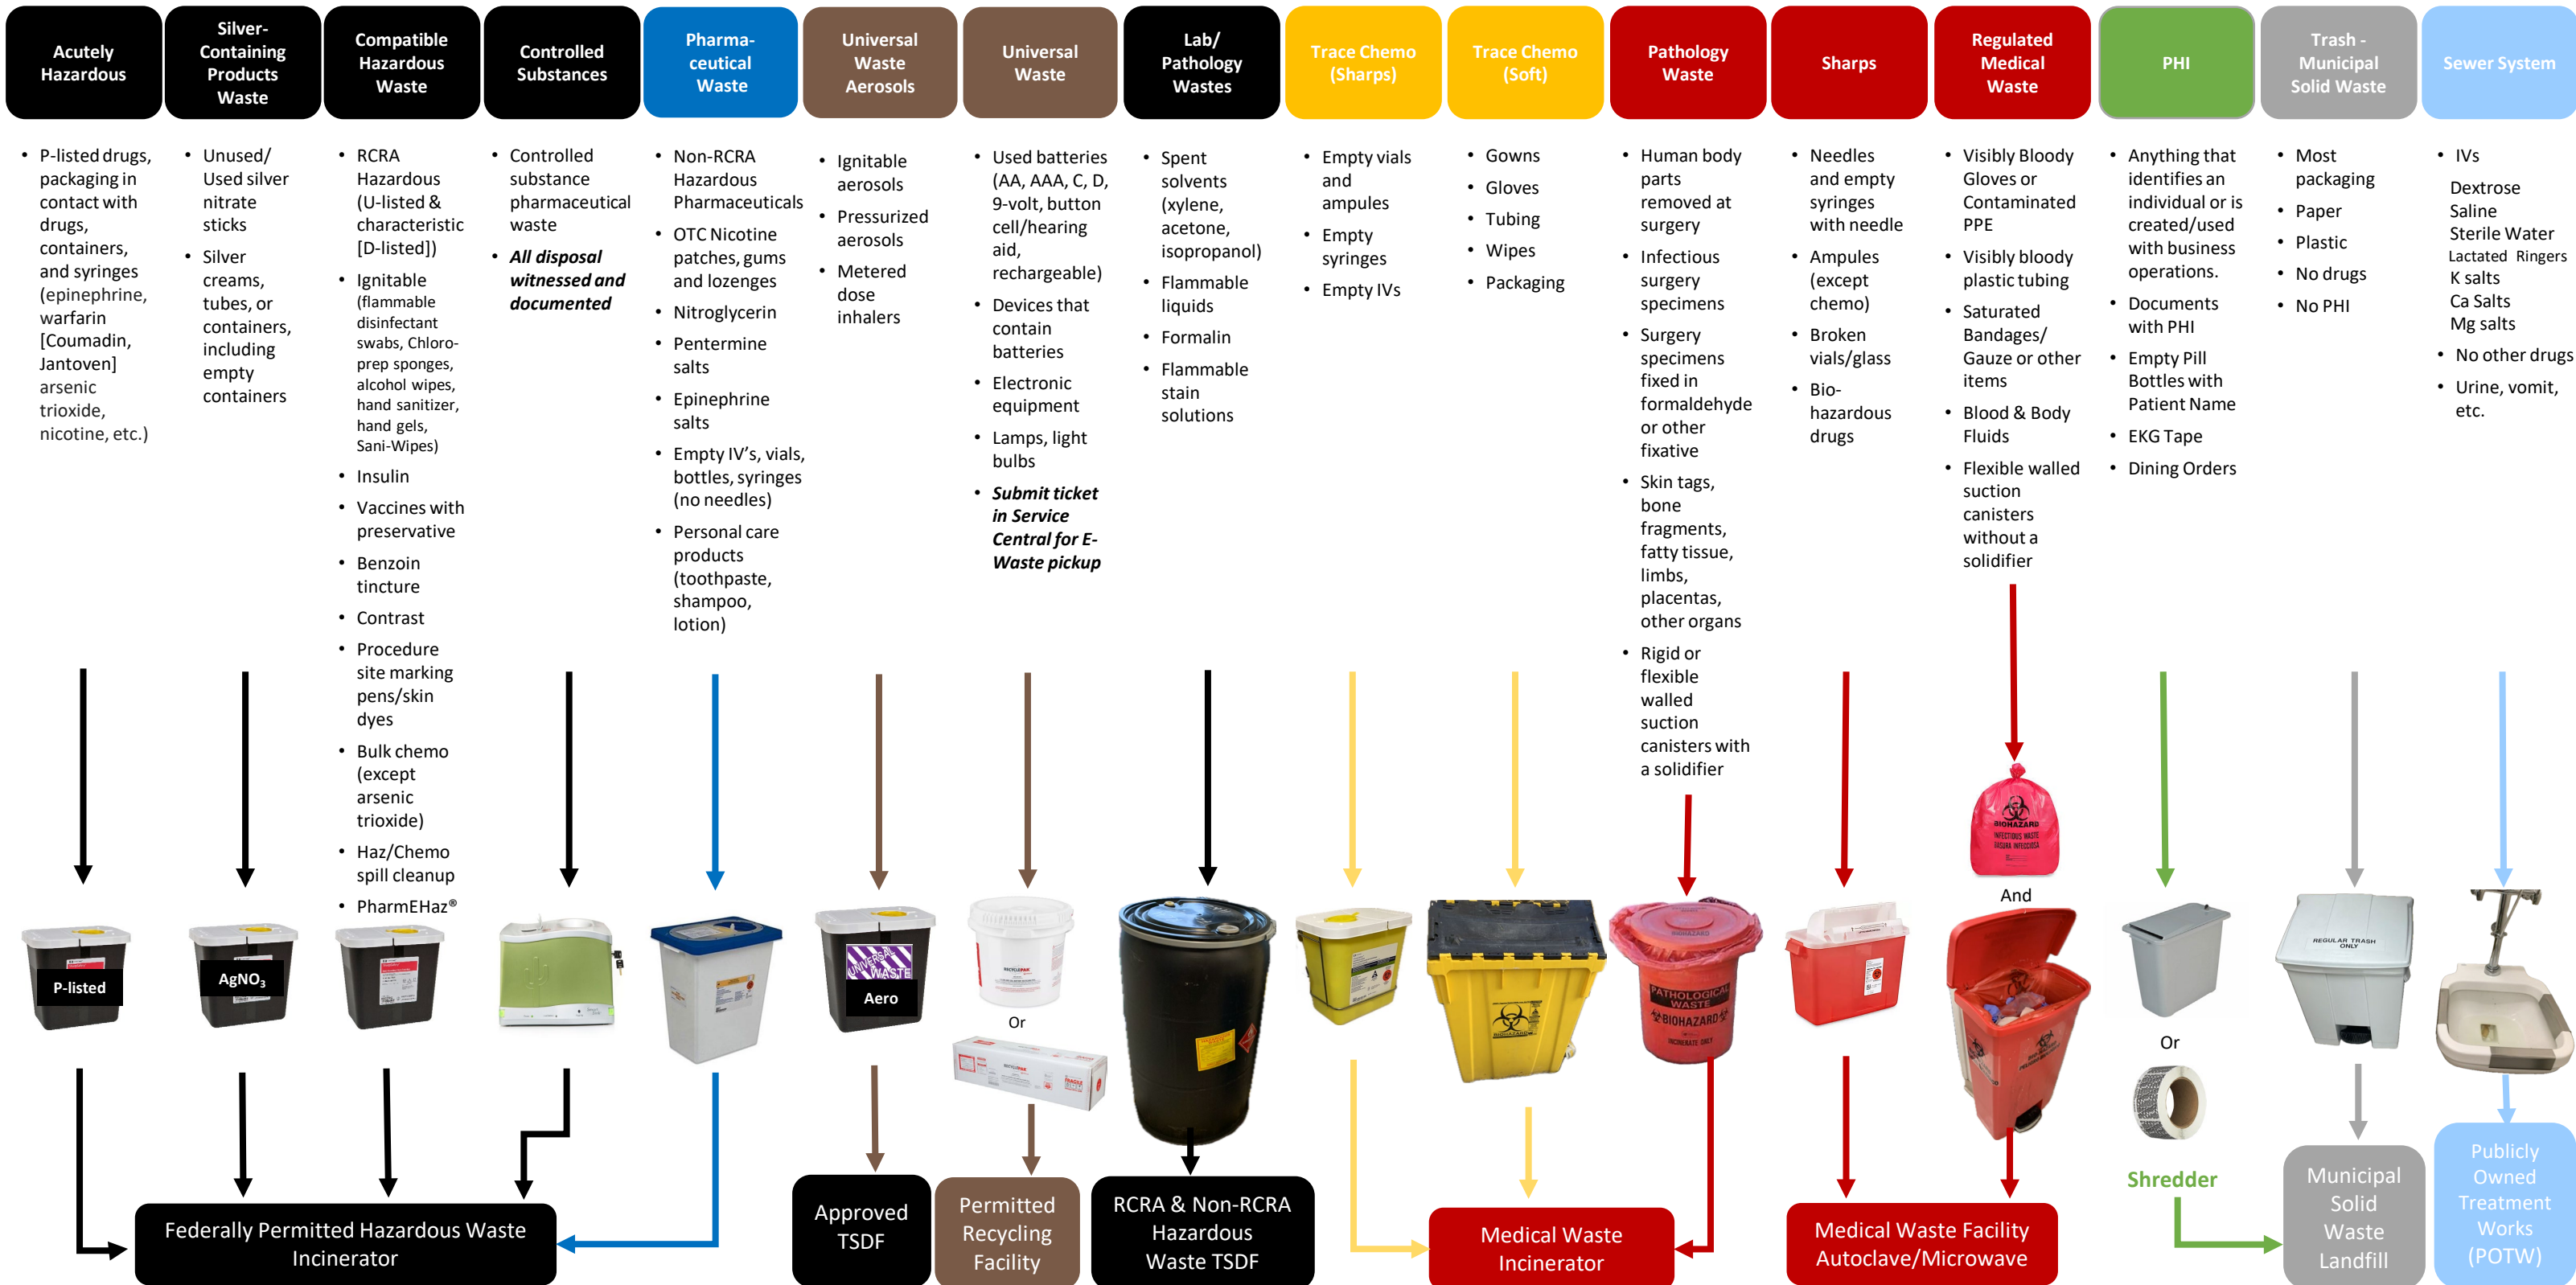 Acutely
Hazardous
Silver-
Containing
Products
Waste
Compatible
Hazardous
Waste
Controlled
Substances
Pharma-
ceutical
Waste
Universal
Waste
Aerosols
Universal
Waste
Lab/
Pathology
Wastes
Trace Chemo
(Sharps)
Trace Chemo
(Soft)
Pathology
Waste
Sharps
Regulated
Medical
Waste
PHI
Trash -
Municipal
Solid Waste
Sewer System
• P-listed drugs,
packaging in
contact with
drugs,
containers,
and syringes
(epinephrine,
warfarin
[Coumadin,
Jantoven]
arsenic
trioxide,
nicotine, etc.)
• Unused/
Used silver
nitrate
sticks
• Silver
creams,
tubes, or
containers,
including
empty
containers
• RCRA
Hazardous
(U-listed &
characteristic
[D-listed])
• Ignitable
(flammable
disinfectant
swabs, Chloro-
prep sponges,
alcohol wipes,
hand sanitizer,
hand gels,
Sani-Wipes)
• Insulin
• Vaccines with
preservative
• Benzoin
tincture
• Contrast
• Procedure
site marking
pens/skin
dyes
• Bulk chemo
(except
arsenic
trioxide)
• Haz/Chemo
spill cleanup
• PharmEHaz®
• Controlled
substance
pharmaceutical
waste
• All disposal
witnessed and
documented
• Non-RCRA
Hazardous
Pharmaceuticals
• OTC Nicotine
patches, gums
and lozenges
• Nitroglycerin
• Pentermine
salts
• Epinephrine
salts
• Empty IV's, vials,
bottles, syringes
(no needles)
• Personal care
products
(toothpaste,
shampoo,
lotion)
• Ignitable
aerosols
• Pressurized
aerosols
• Metered
dose
inhalers
• Used batteries
(AA, AAA, C, D,
9-volt, button
cell/hearing
aid,
rechargeable)
• Devices that
contain
batteries
• Electronic
equipment
• Lamps, light
bulbs
• Submit ticket
in Service
Central for E-
Waste pickup
• Spent
solvents
(xylene,
acetone,
isopropanol)
• Flammable
liquids
• Formalin
• Flammable
stain
solutions
• Empty vials
and
ampules
• Empty
syringes
• Empty IVs
• Gowns
• Gloves
• Tubing
• Wipes
• Packaging
• Human body
parts
removed at
surgery
• Infectious
surgery
specimens
• Surgery
specimens
fixed in
formaldehyde
or other
fixative
• Skin tags,
bone
fragments,
fatty tissue,
limbs,
placentas,
other organs
• Rigid or
flexible
walled
suction
canisters with
a solidifier
• Needles
and empty
syringes
with needle
• Ampules
(except
chemo)
• Broken
vials/glass
• Bio-
hazardous
drugs
• Visibly Bloody
Gloves or
Contaminated
PPE
• Visibly bloody
plastic tubing
• Saturated
Bandages/
Gauze or other
items
• Blood & Body
Fluids
• Flexible walled
suction
canisters
without a
solidifier
• Anything that
identifies an
individual or is
created/used
with business
operations.
• Documents
with PHI
• Empty Pill
Bottles with
Patient Name
• EKG Tape
• Dining Orders
• Most
packaging
• Paper
• Plastic
• No drugs
• No PHI
• IVs
Dextrose
Saline
Sterile Water
Lactated Ringers
K salts
Ca Salts
Mg salts
• No other drugs
• Urine, vomit,
etc.
P-listed
AgNO₃
UNIVERSAL
WASTE
Aero
RECYCLEPAK
Or
BIOHAZARD
PATHOLOGICAL
WASTE
BIOHAZARD
INCINERATE ONLY
BIOHAZARD
INFECTIOUS WASTE
BASURA INFECCIOSA
And
Or
REGULAR TRASH
ONLY
Federally Permitted Hazardous Waste
Incinerator
Approved
TSDF
Permitted
Recycling
Facility
RCRA & Non-RCRA
Hazardous
Waste TSDF
Medical Waste
Incinerator
Medical Waste Facility
Autoclave/Microwave
Shredder
Municipal
Solid
Waste
Landfill
Publicly
Owned
Treatment
Works
(POTW)